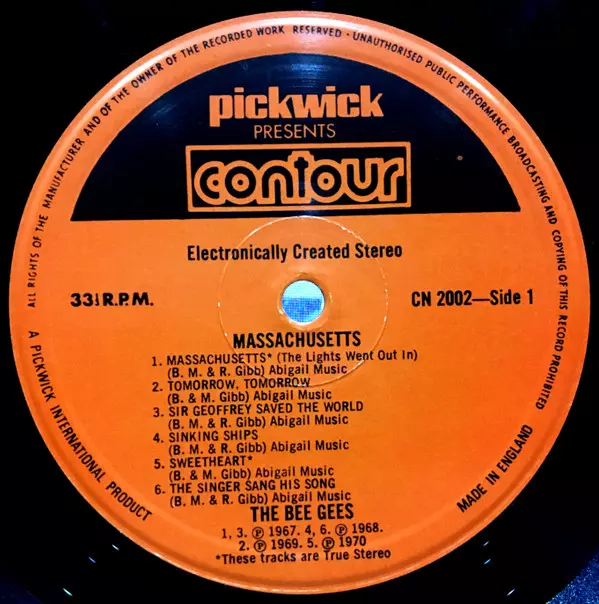 ALL RIGHTS OF THE MANUFACTURER AND OF THE OWNER OF THE RECORDED WORK RESERVED - UNAUTHORISED PUBLIC PERFORMANCE BROADCASTING AND COPYING OF THIS RECORD PROHIBITED
pickwick
PRESENTS
contour
Electronically Created Stereo
33⅓ R.P.M.
CN 2002—Side 1
MASSACHUSETTS
1. MASSACHUSETTS* (The Lights Went Out In)
(B. M. & R. Gibb) Abigail Music
2. TOMORROW, TOMORROW
(B. & M. Gibb) Abigail Music
3. SIR GEOFFREY SAVED THE WORLD
(B. M. & R. Gibb) Abigail Music
4. SINKING SHIPS
(B. M. & R. Gibb) Abigail Music
5. SWEETHEART*
(B. & M. Gibb) Abigail Music
6. THE SINGER SANG HIS SONG
(B. M. & R. Gibb) Abigail Music
THE BEE GEES
1, 3. ℗ 1967. 4, 6. ℗ 1968.
2. ℗ 1969. 5. ℗ 1970
*These tracks are True Stereo
A PICKWICK INTERNATIONAL PRODUCT
MADE IN ENGLAND